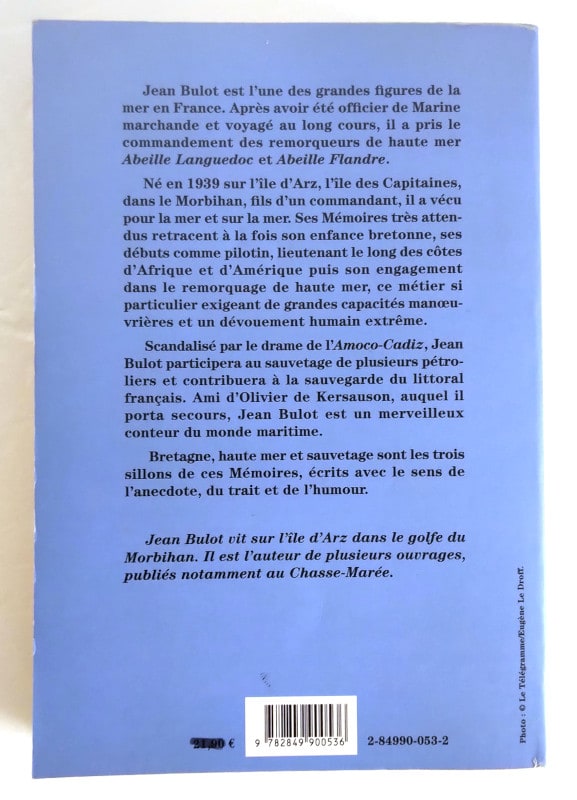 Jean Bulot est l'une des grandes figures de la
mer en France. Après avoir été officier de Marine
marchande et voyagé au long cours, il a pris le
commandement des remorqueurs de haute mer
Abeille Languedoc et Abeille Flandre.
Né en 1939 sur l'île d'Arz, l'île des Capitaines,
dans le Morbihan, fils d'un commandant, il a vécu
pour la mer et sur la mer. Ses Mémoires très atten-
dus retracent à la fois son enfance bretonne, ses
débuts comme pilotin, lieutenant le long des côtes
d'Afrique et d'Amérique puis son engagement
dans le remorquage de haute mer, ce métier si
particulier exigeant de grandes capacités manœu-
vrières et un dévouement humain extrême.
Scandalisé par le drame de l'Amoco-Cadiz, Jean
Bulot participera au sauvetage de plusieurs pétro-
liers et contribuera à la sauvegarde du littoral
français. Ami d'Olivier de Kersauson, auquel il
porta secours, Jean Bulot est un merveilleux
conteur du monde maritime.
Bretagne, haute mer et sauvetage sont les trois
sillons de ces Mémoires, écrits avec le sens de
l'anecdote, du trait et de l'humour.
Jean Bulot vit sur l'île d'Arz dans le golfe du
Morbihan. Il est l'auteur de plusieurs ouvrages,
publiés notamment au Chasse-Marée.
Photo : © Le Télégramme/Eugène Le Droff.
21,90 €
9 782849 900536
2-84990-053-2